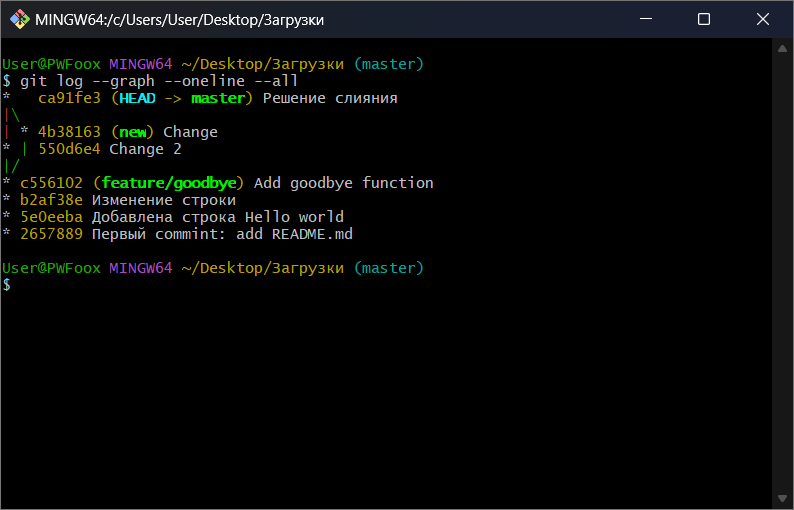 MINGW64:/c/Users/User/Desktop/Загрузки
User@PWFoox MINGW64 ~/Desktop/Загрузки (master)
$ git log --graph --oneline --all
*   ca91fe3 (HEAD -> master) Решение слияния
|\
| * 4b38163 (new) Change
* | 550d6e4 Change 2
|/
* c556102 (feature/goodbye) Add goodbye function
* b2af38e Изменение строки
* 5e0eeba Добавлена строка Hello world
* 2657889 Первый commint: add README.md
User@PWFoox MINGW64 ~/Desktop/Загрузки (master)
$